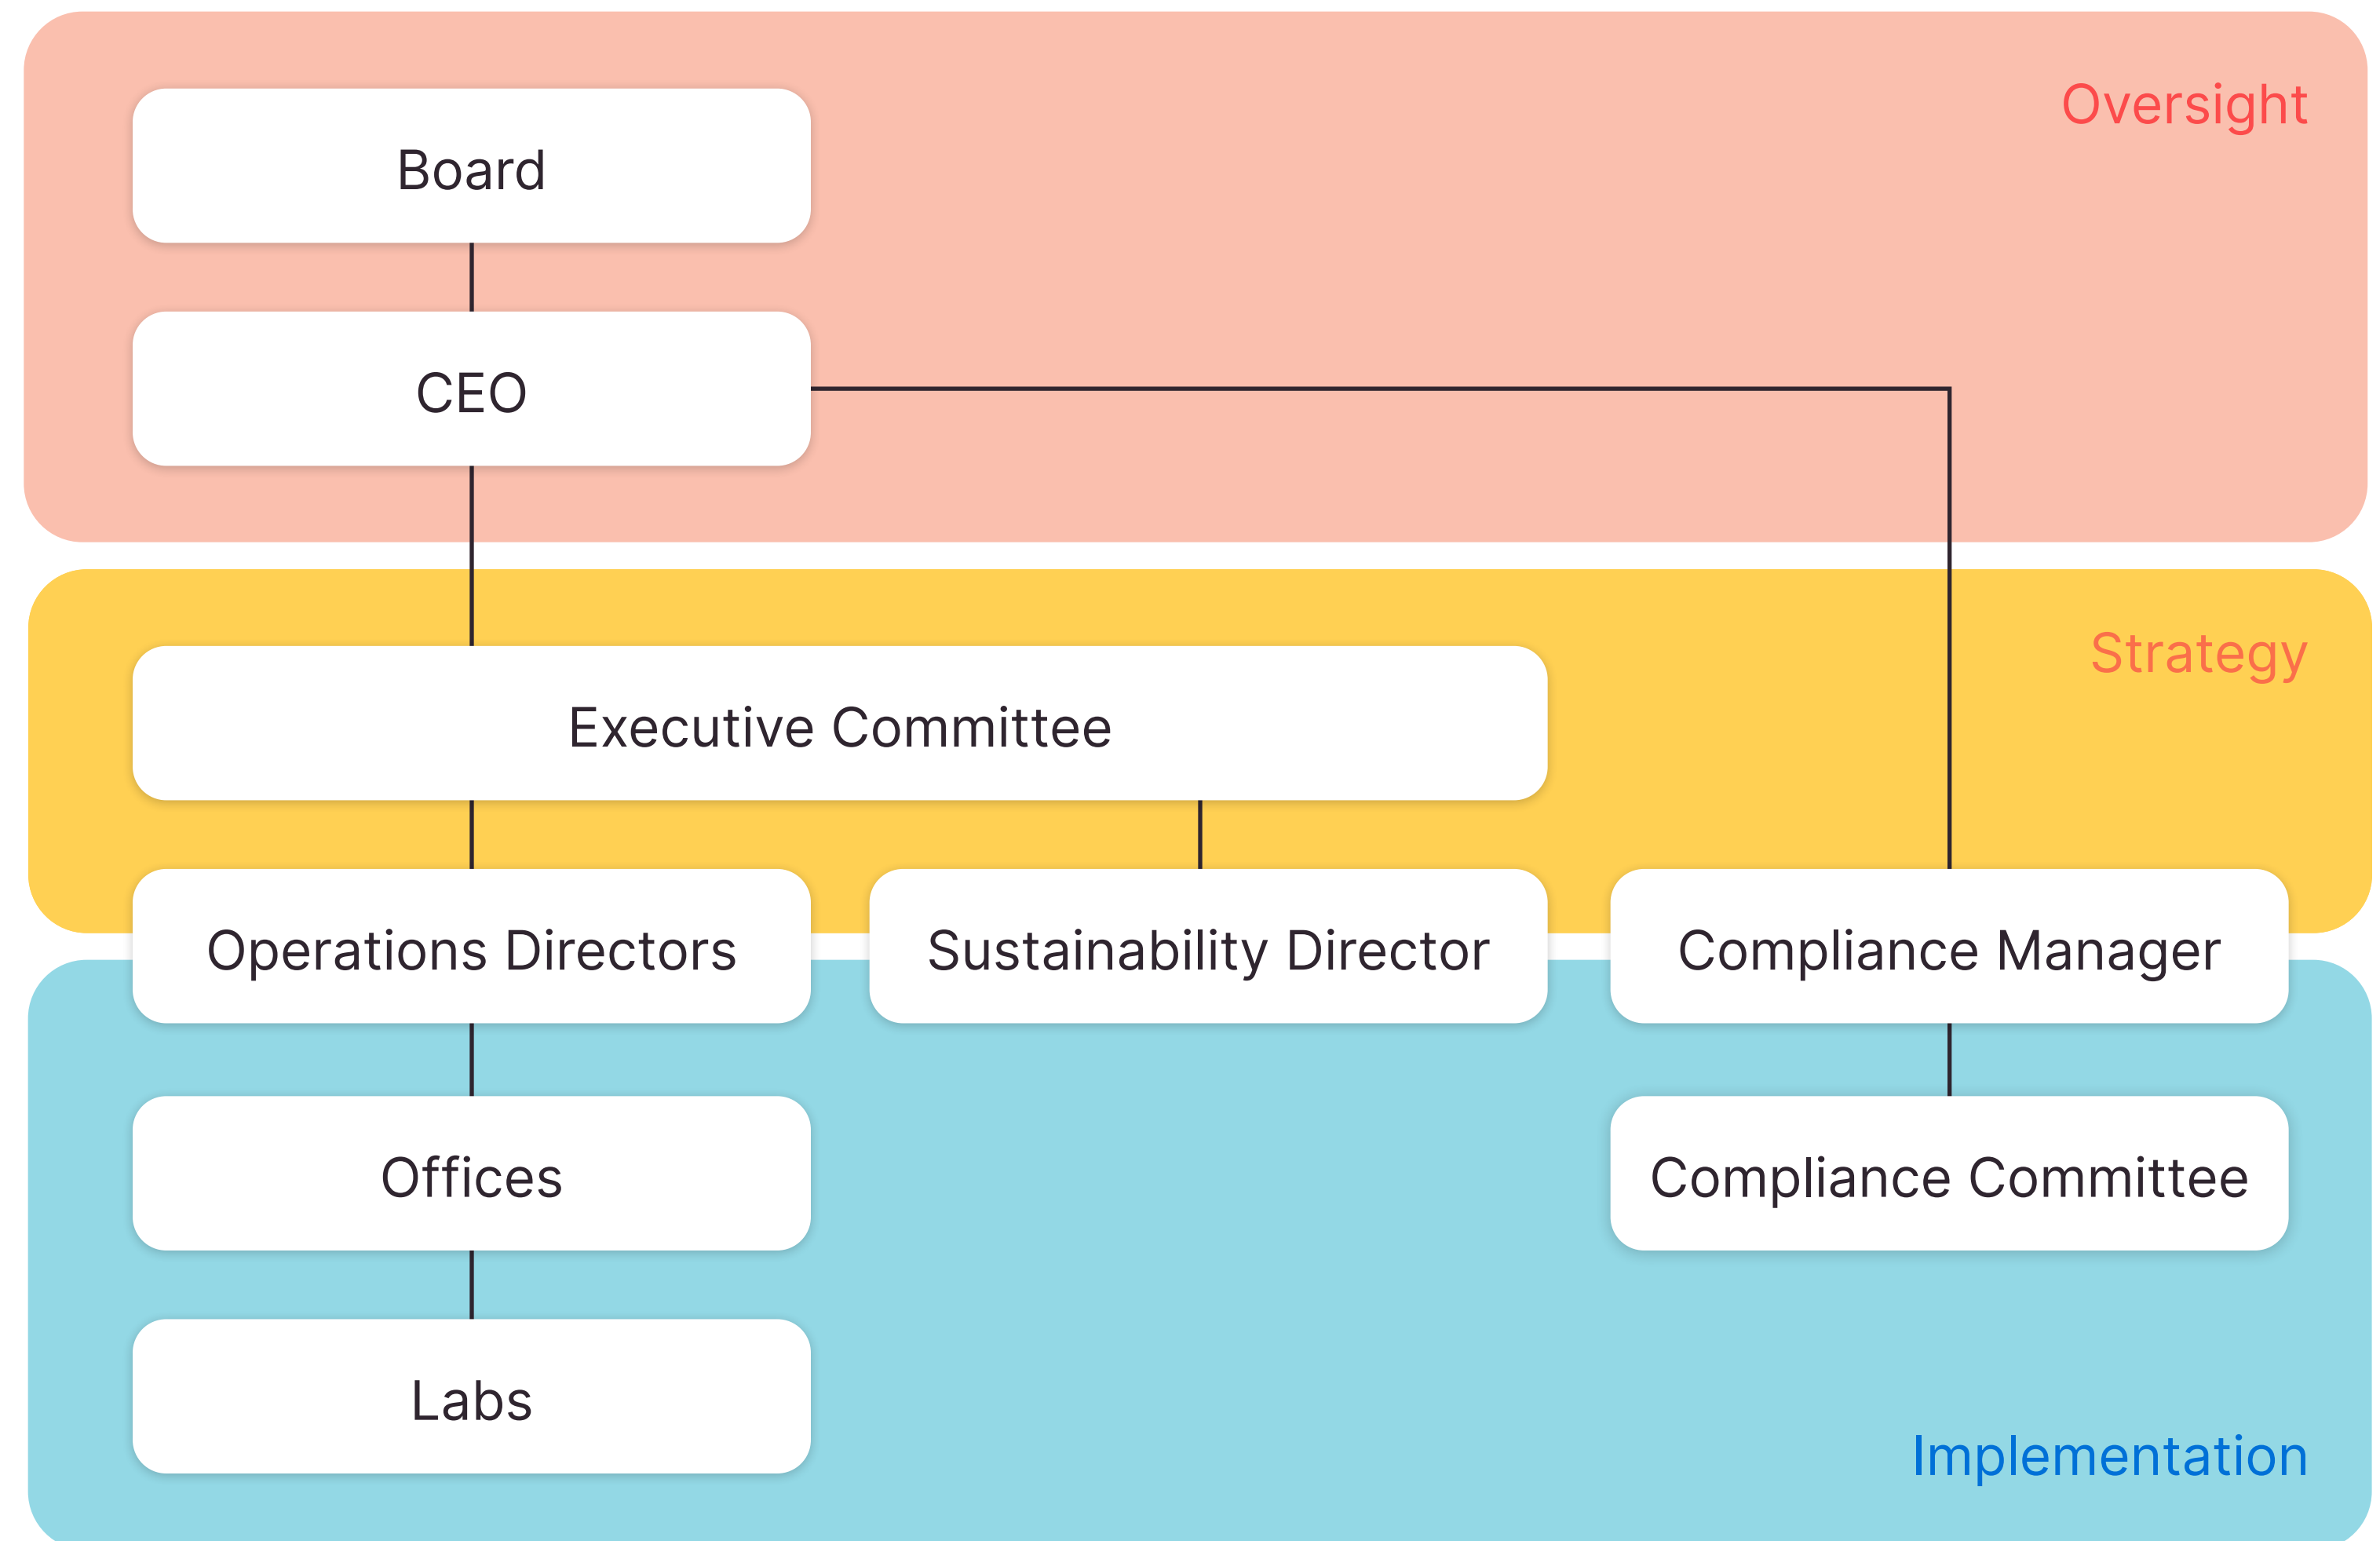 Oversight
Board
CEO
Strategy
Executive Committee
Operations Directors
Sustainability Director
Compliance Manager
Offices
Compliance Committee
Labs
Implementation